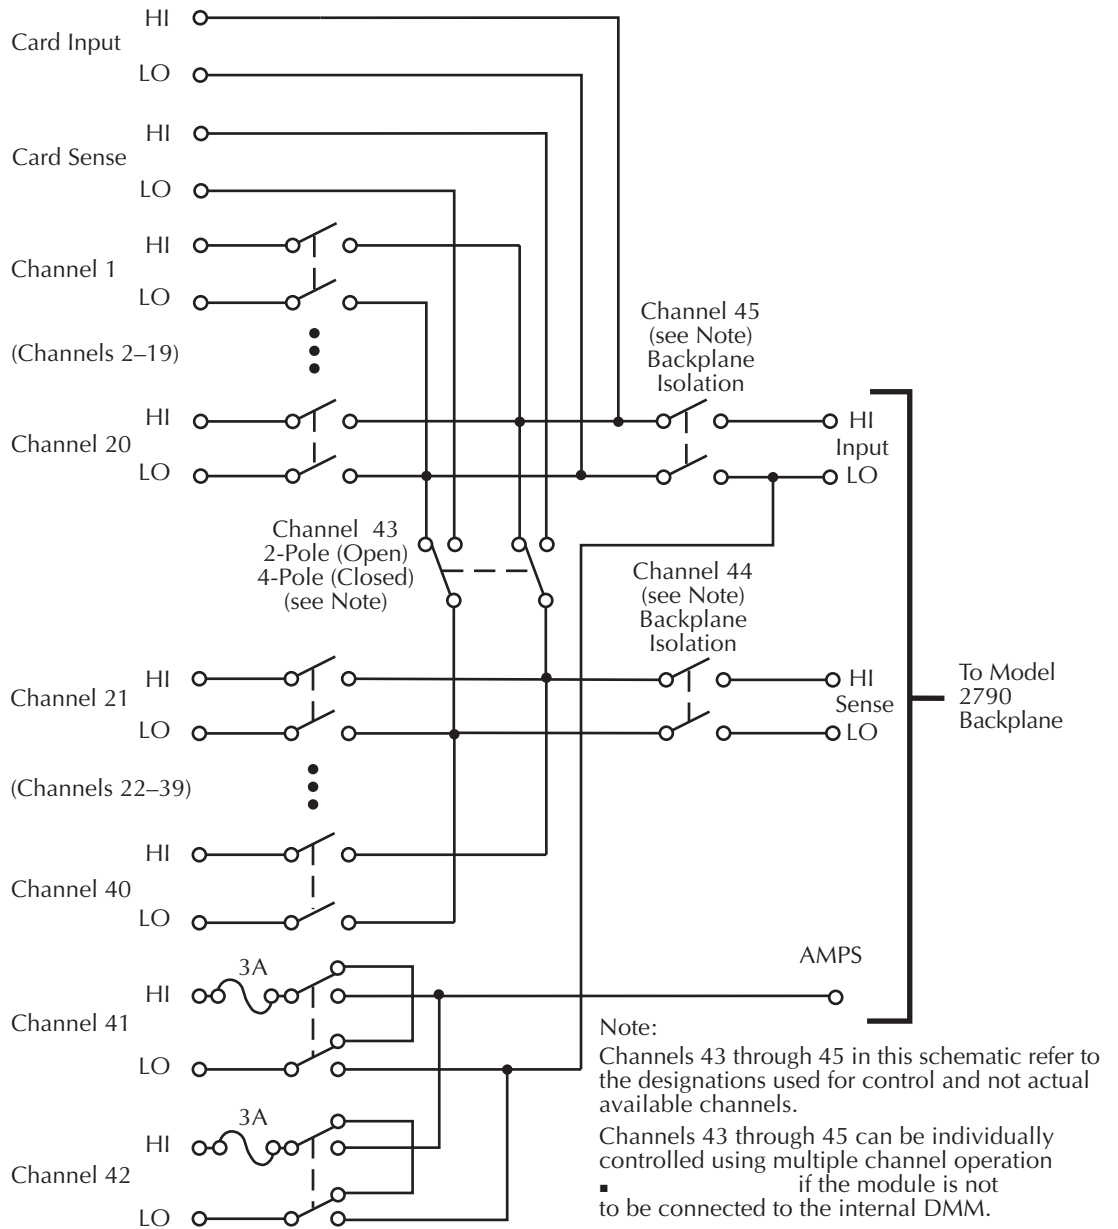 HI
Card Input
LO
HI
Card Sense
LO
HI
Channel 1
LO
(Channels 2–19)
HI
Channel 20
LO
Channel 45
(see Note)
Backplane
Isolation
HI
Input
LO
Channel 43
2-Pole (Open)
4-Pole (Closed)
(see Note)
Channel 44
(see Note)
Backplane
Isolation
HI
Channel 21
LO
HI
Sense
LO
To Model
2790
Backplane
(Channels 22–39)
HI
Channel 40
LO
AMPS
3A
HI
Channel 41
LO
3A
HI
Channel 42
LO
Note:
Channels 43 through 45 in this schematic refer to
the designations used for control and not actual
available channels.
Channels 43 through 45 can be individually
controlled using multiple channel operation
▪ if the module is not
to be connected to the internal DMM.